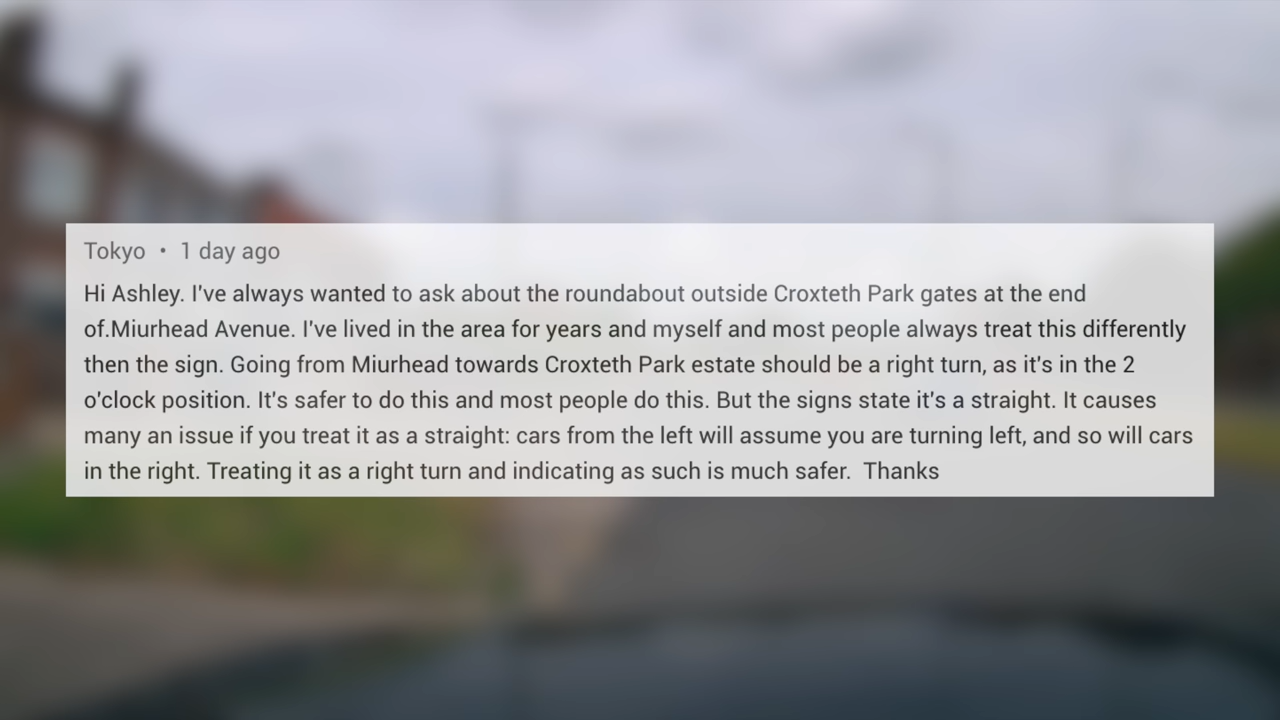 Tokyo • 1 day ago
Hi Ashley. I've always wanted to ask about the roundabout outside Croxteth Park gates at the end
of.Miurhead Avenue. I've lived in the area for years and myself and most people always treat this differently
then the sign. Going from Miurhead towards Croxteth Park estate should be a right turn, as it's in the 2
o'clock position. It's safer to do this and most people do this. But the signs state it's a straight. It causes
many an issue if you treat it as a straight: cars from the left will assume you are turning left, and so will cars
in the right. Treating it as a right turn and indicating as such is much safer.  Thanks